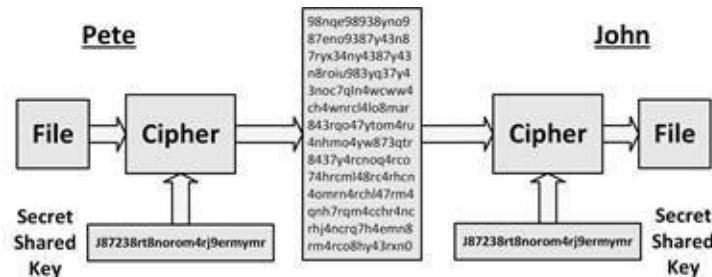 Pete
John
98nqe98938yno9
87eno9387y43n8
7ryx34ny4387y43
n8roiu983yq37y4
3noc7qln4wcww4
ch4wnrcl4lo8mar
843rqo47ytom4ru
4nhmo4yw873qtr
8437y4rcnoq4rco
74hrcml48rc4rhcn
4omrn4rchl47rm4
qnh7rqm4cchr4nc
rhj4ncrq7h4emn8
rm4rco8hy43rxn0
File
Cipher
Cipher
File
Secret
Shared
Key
J87238rt8norom4rj9ermymr
J87238rt8norom4rj9ermymr
Secret
Shared
Key